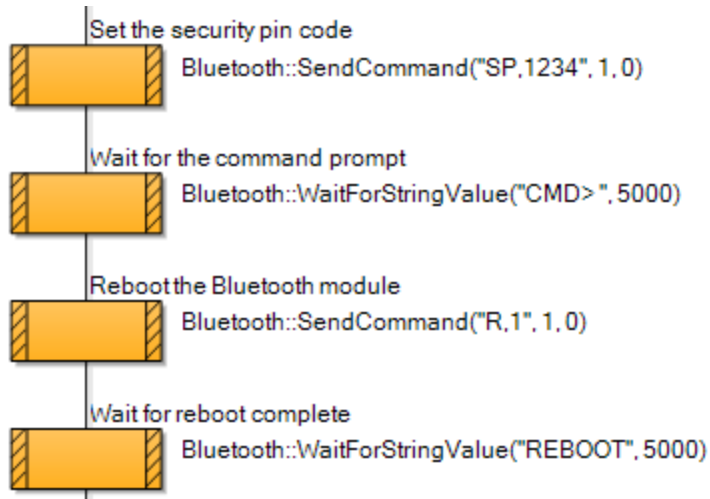 Set the security pin code
Bluetooth::SendCommand("SP,1234", 1, 0)
Wait for the command prompt
Bluetooth::WaitForStringValue("CMD> ", 5000)
Reboot the Bluetooth module
Bluetooth::SendCommand("R,1", 1, 0)
Wait for reboot complete
Bluetooth::WaitForStringValue("REBOOT", 5000)